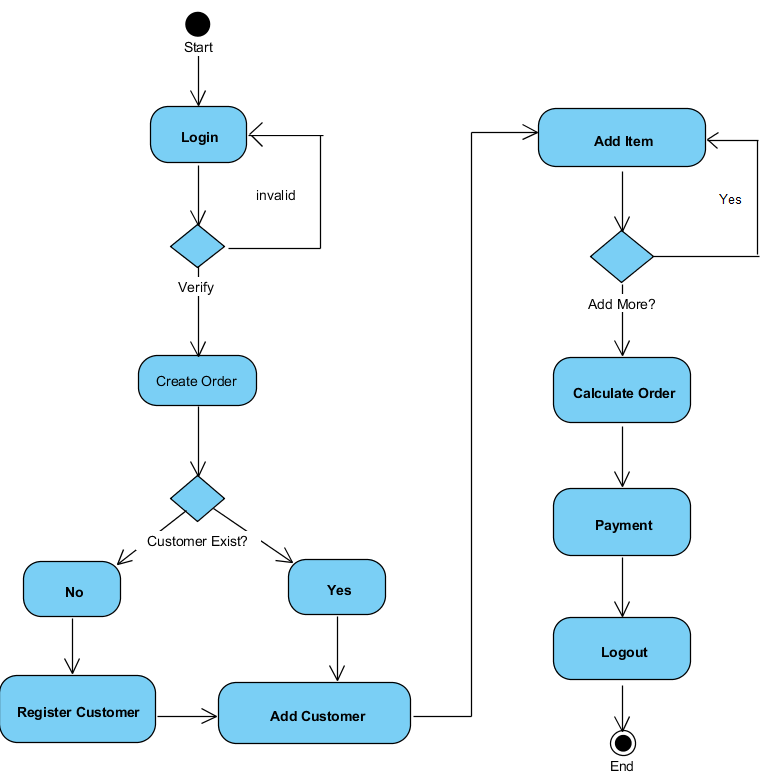 Start
Login
invalid
Verify
Create Order
Customer Exist?
No
Yes
Register Customer
Add Customer
Add Item
Yes
Add More?
Calculate Order
Payment
Logout
End